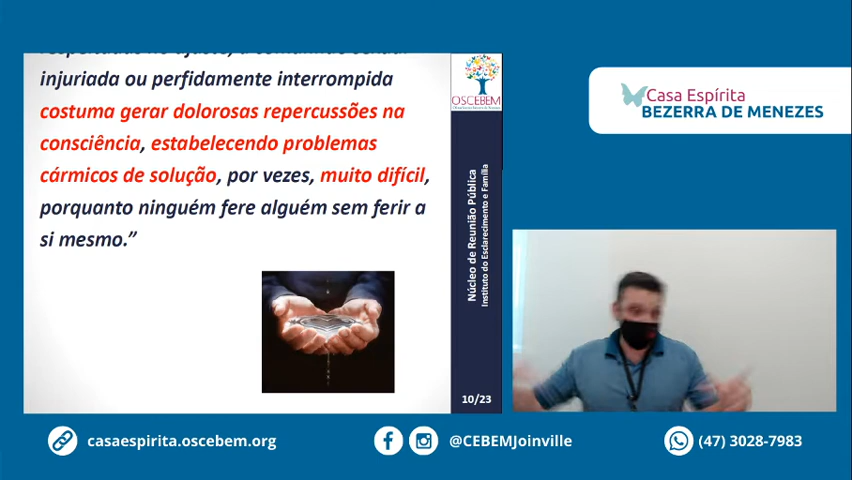 injuriada ou perfidamente interrompida
costuma gerar dolorosas repercussões na
consciência, estabelecendo problemas
cármicos de solução, por vezes, muito difícil,
porquanto ninguém fere alguém sem ferir a
si mesmo.”
OSCEBEM
Núcleo de Reunião Pública
Instituto do Esclarecimento e Família
10/23
Casa Espírita
BEZERRA DE MENEZES
casaespirita.oscebem.org
@CEBEMJoinville
(47) 3028-7983